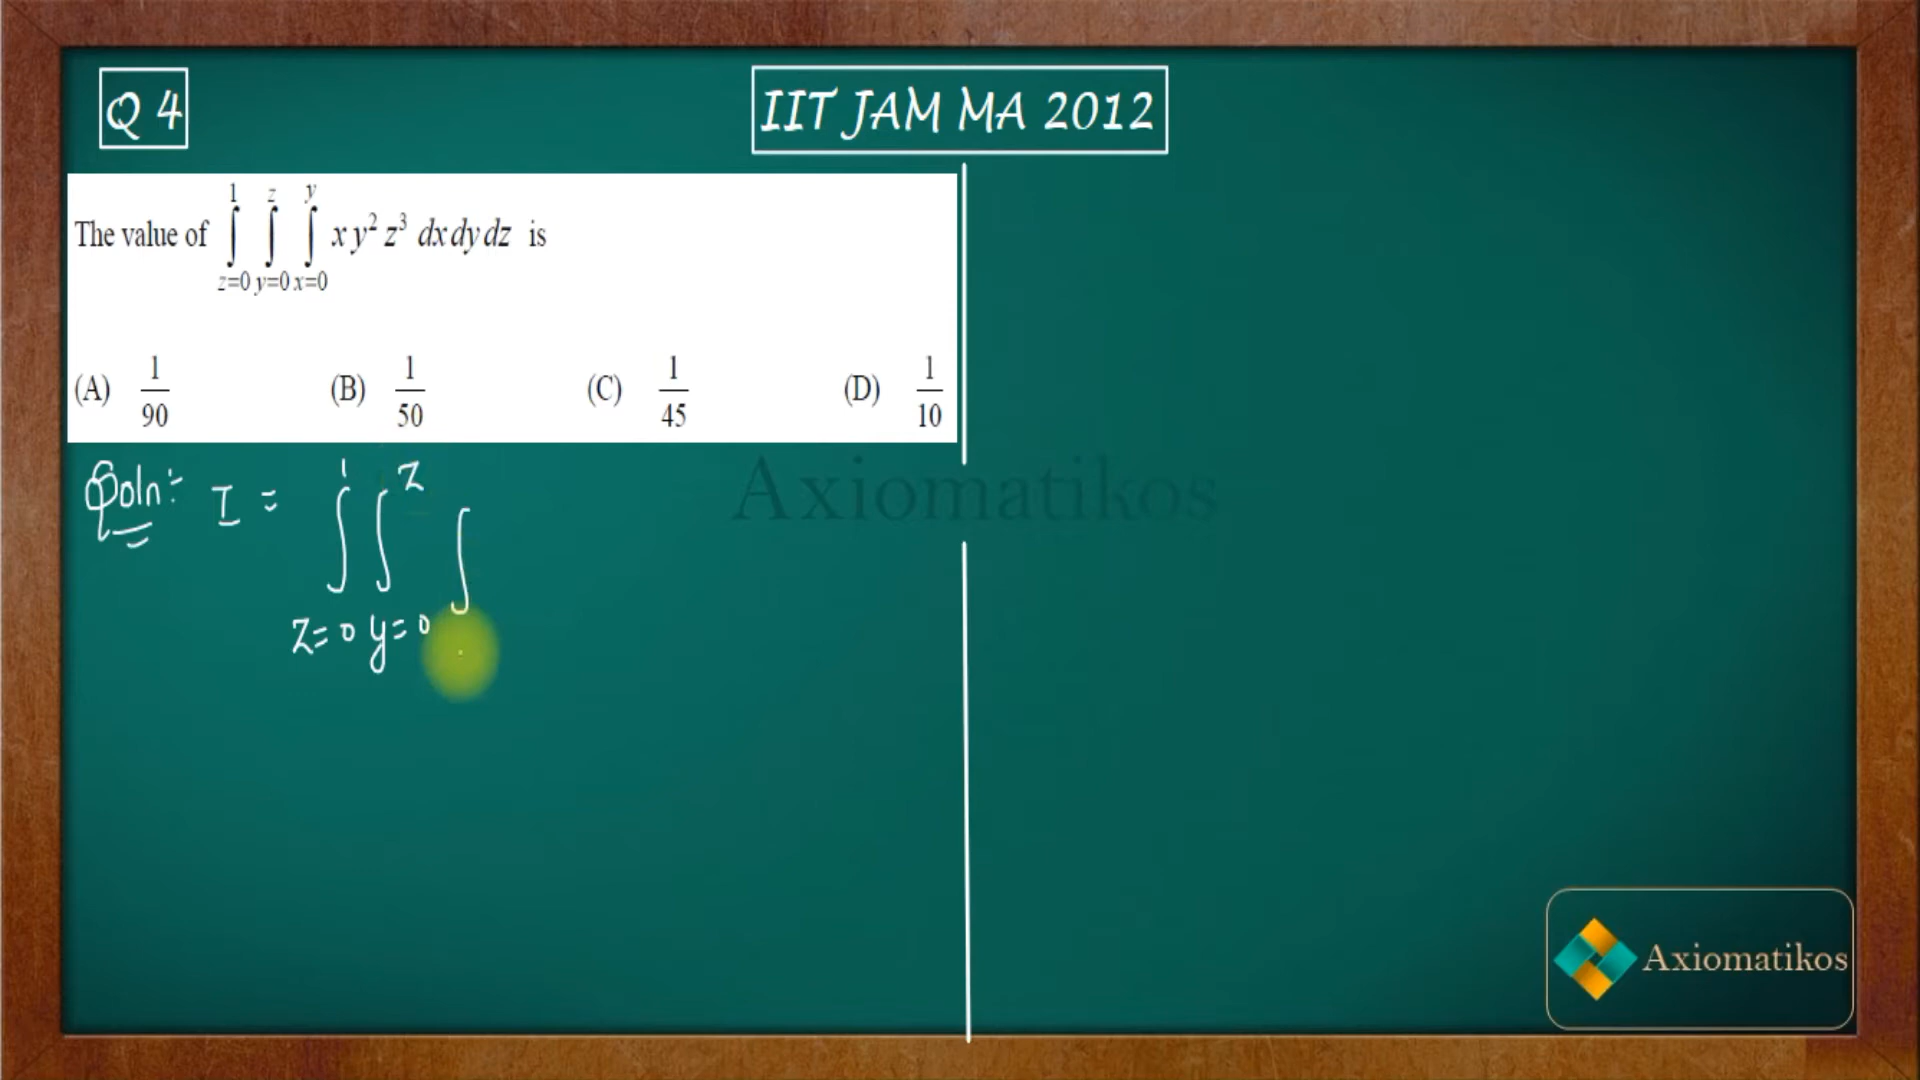 Q 4
IIT JAM MA 2012
The value of ∫_{z=0}^{1} ∫_{y=0}^{z} ∫_{x=0}^{y} x y² z³ dx dy dz is
(A) 1/90 (B) 1/50 (C) 1/45 (D) 1/10
Soln:- I = ∫_{z=0}^{1} ∫_{y=0}^{z} ∫
Axiomatikos
Axiomatikos